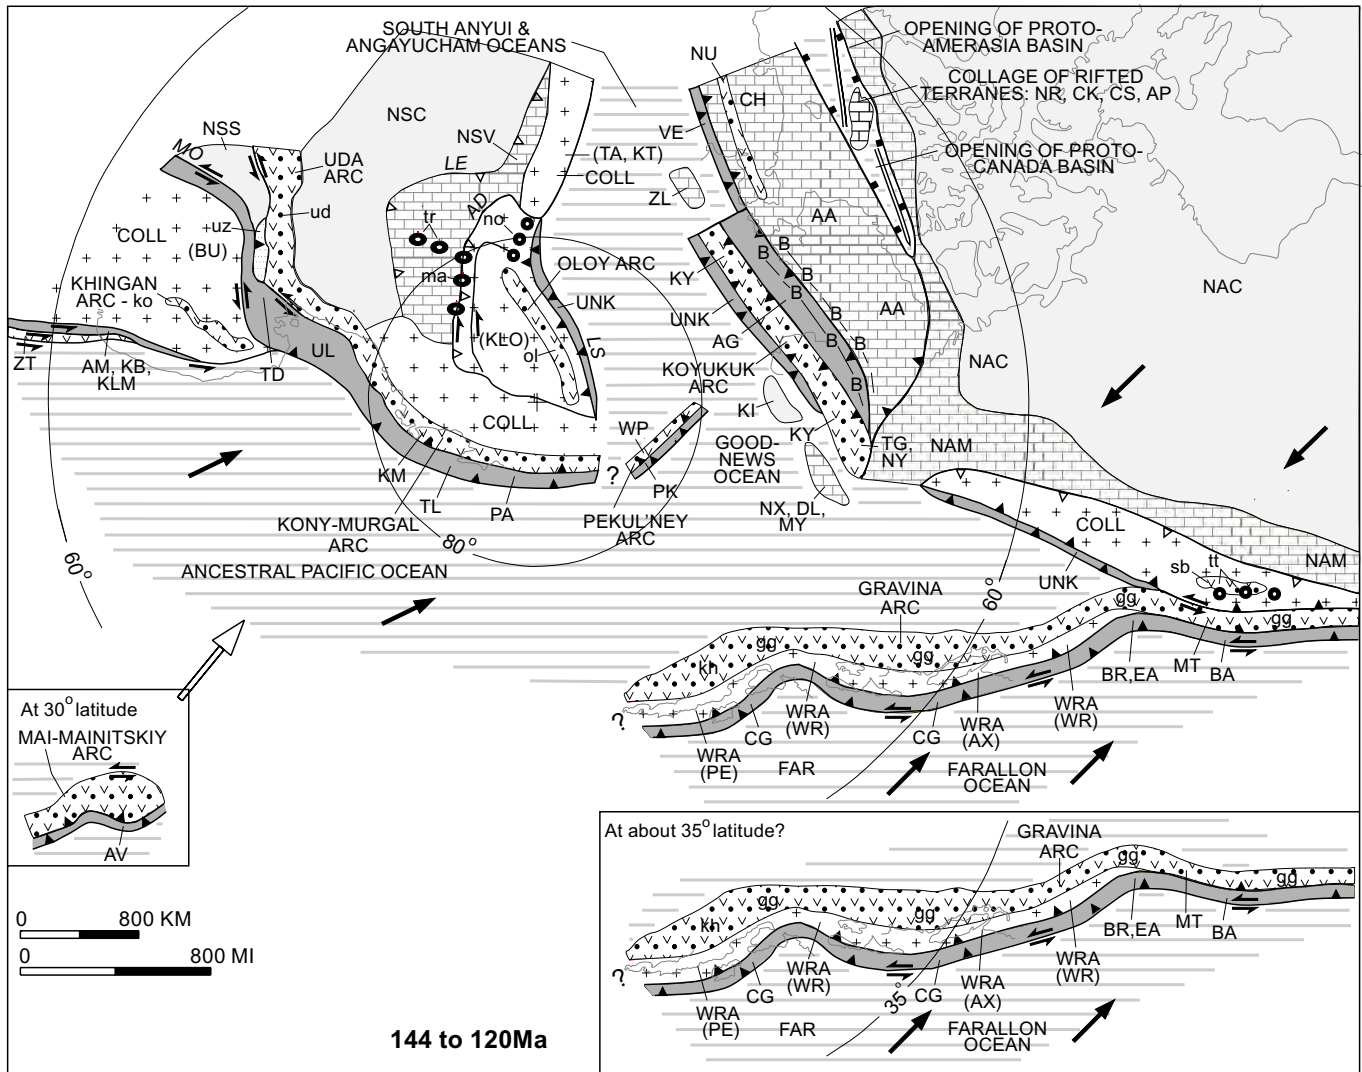 SOUTH ANYUI &
ANGAYUCHAM OCEANS
OPENING OF PROTO-
AMERASIA BASIN
COLLAGE OF RIFTED
TERRANES: NR, CK, CS, AP
OPENING OF PROTO-
CANADA BASIN
NU
CH
VE
NSC
NSS
MO
NSV
LE
(TA, KT)
COLL
UDA
ARC
ud
uz
(BU)
COLL
KHINGAN
ARC - ko
tr
AD
no
ma
OLOY ARC
UNK
LS
(KLO)
ol
ZL
AA
B
B
B
B
B
B
B
B
AA
KY
UNK
AG
KOYUKUK
ARC
NAC
NAC
ZT
AM, KB,
KLM
TD
UL
COLL
KI
KY
WP
PK
?
GOOD-
NEWS
OCEAN
TG,
NY
NAM
NX, DL,
MY
KM
TL
PA
KONY-MURGAL
ARC
PEKUL'NEY
ARC
80°
60°
ANCESTRAL PACIFIC OCEAN
COLL
UNK
sb
tt
NAM
GRAVINA
ARC
60°
gg
gg
gg
gg
kh
?
WRA
(PE)
CG
WRA
(WR)
CG
WRA
(AX)
WRA
(WR)
BR,EA
MT
BA
FAR
FARALLON
OCEAN
At 30° latitude
MAI-MAINITSKIY
ARC
AV
0
800 KM
0
800 MI
144 to 120Ma
At about 35° latitude?
GRAVINA
ARC
gg
gg
gg
gg
kh
?
WRA
(PE)
CG
WRA
(WR)
35°
CG
WRA
(AX)
WRA
(WR)
BR,EA
MT
BA
FAR
FARALLON
OCEAN